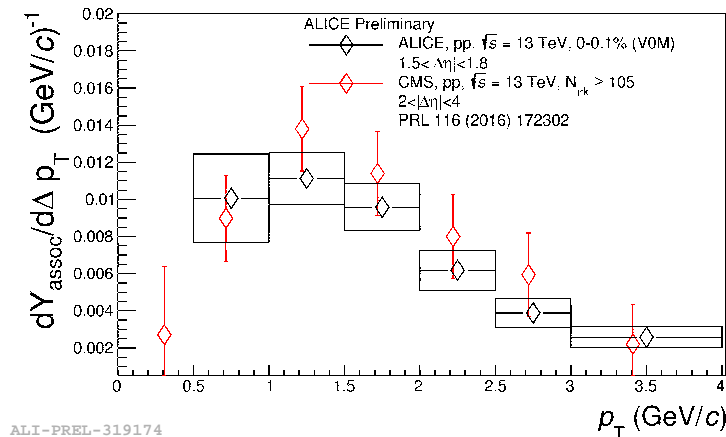 ALICE Preliminary
ALICE, pp, √s = 13 TeV, 0-0.1% (V0M)
1.5<|Δη|<1.8
CMS, pp, √s = 13 TeV, N_trk > 105
2<|Δη|<4
PRL 116 (2016) 172302
dY_assoc/dΔ p_T (GeV/c)^-1
0.02
0.018
0.016
0.014
0.012
0.01
0.008
0.006
0.004
0.002
0 0.5 1 1.5 2 2.5 3 3.5 4
p_T (GeV/c)
ALI-PREL-319174